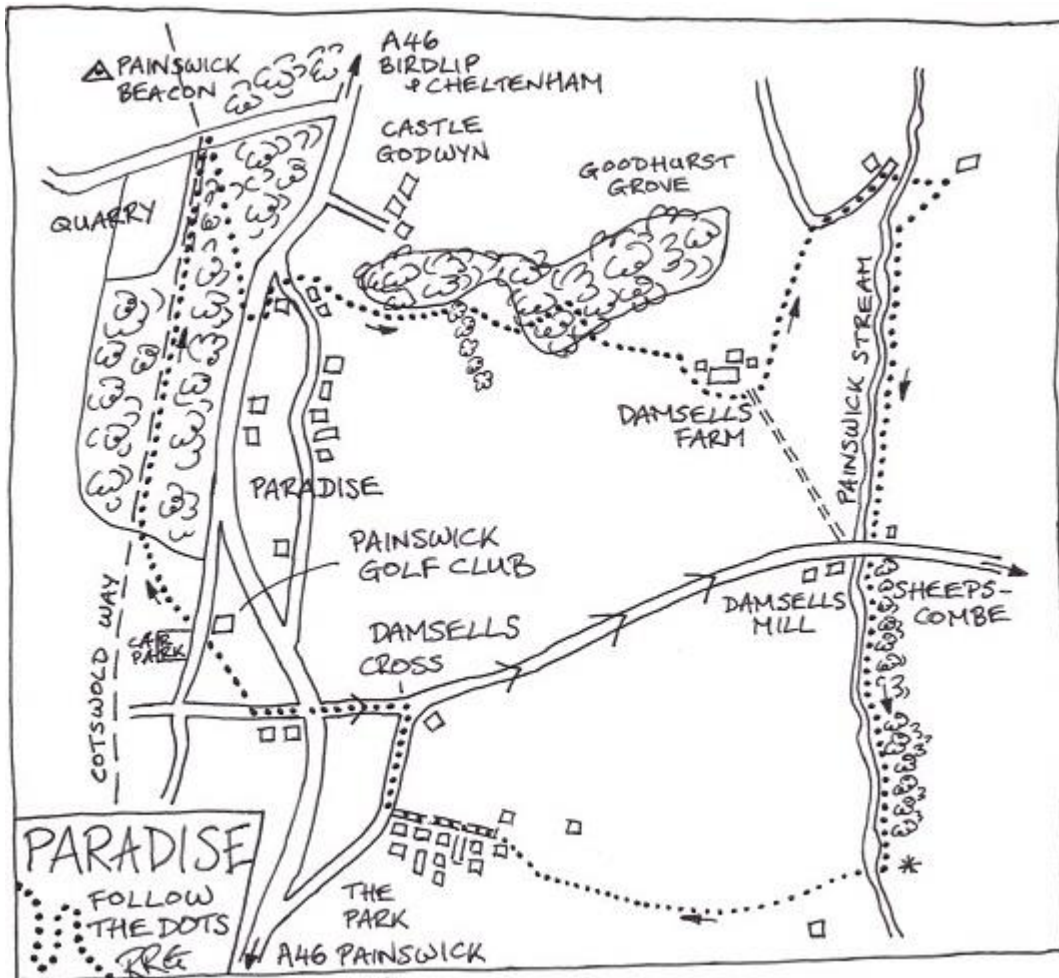 A46
BIRDLIP
& CHELTENHAM
PAINSWICK
BEACON
CASTLE
GODWYN
GOODHURST
GROVE
QUARRY
PAINSWICK STREAM
DAMSELLS
FARM
PARADISE
PAINSWICK
GOLF CLUB
DAMSELLS
MILL
SHEEPS-
COMBE
COTSWOLD WAY
CAR
PARK
DAMSELLS
CROSS
THE
PARK
A46 PAINSWICK
PARADISE
FOLLOW
THE DOTS